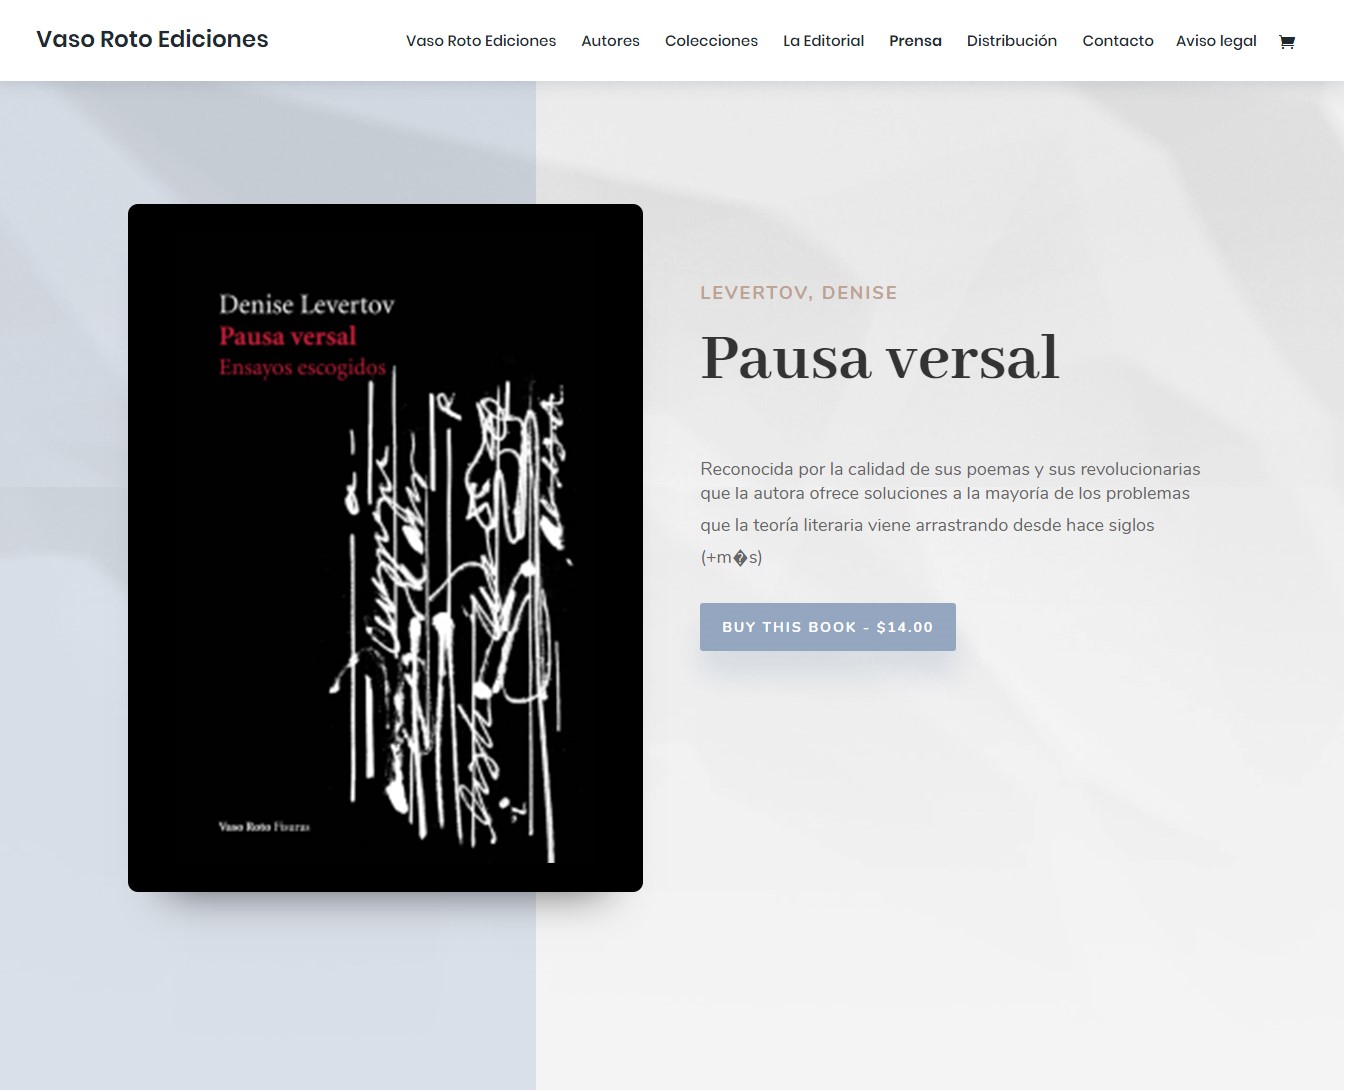 Vaso Roto Ediciones
Vaso Roto Ediciones Autores Colecciones La Editorial Prensa Distribución Contacto Aviso legal
Denise Levertov
Pausa versal
Ensayos escogidos
Vaso Roto Fisuras
LEVERTOV, DENISE
Pausa versal
Reconocida por la calidad de sus poemas y sus revolucionarias
que la autora ofrece soluciones a la mayoría de los problemas
que la teoría literaria viene arrastrando desde hace siglos
(+m�s)
BUY THIS BOOK - $14.00